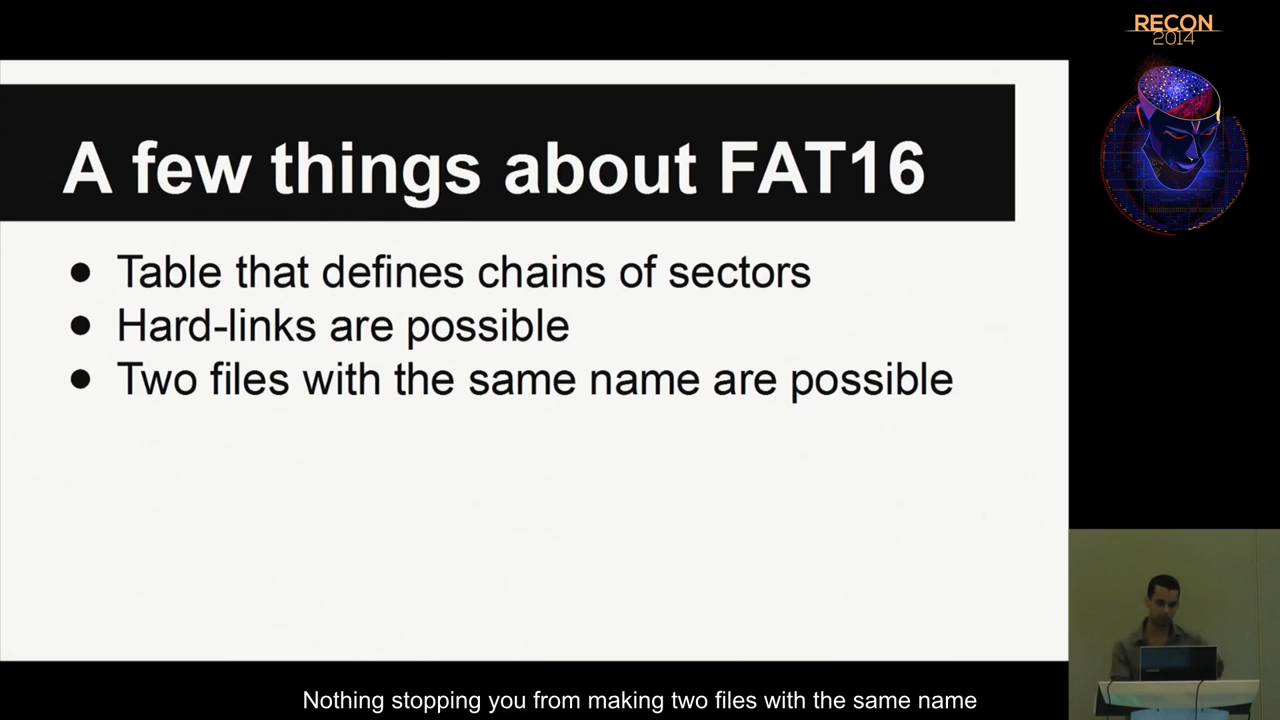 RECON
2014
A few things about FAT16
● Table that defines chains of sectors
● Hard-links are possible
● Two files with the same name are possible
Nothing stopping you from making two files with the same name